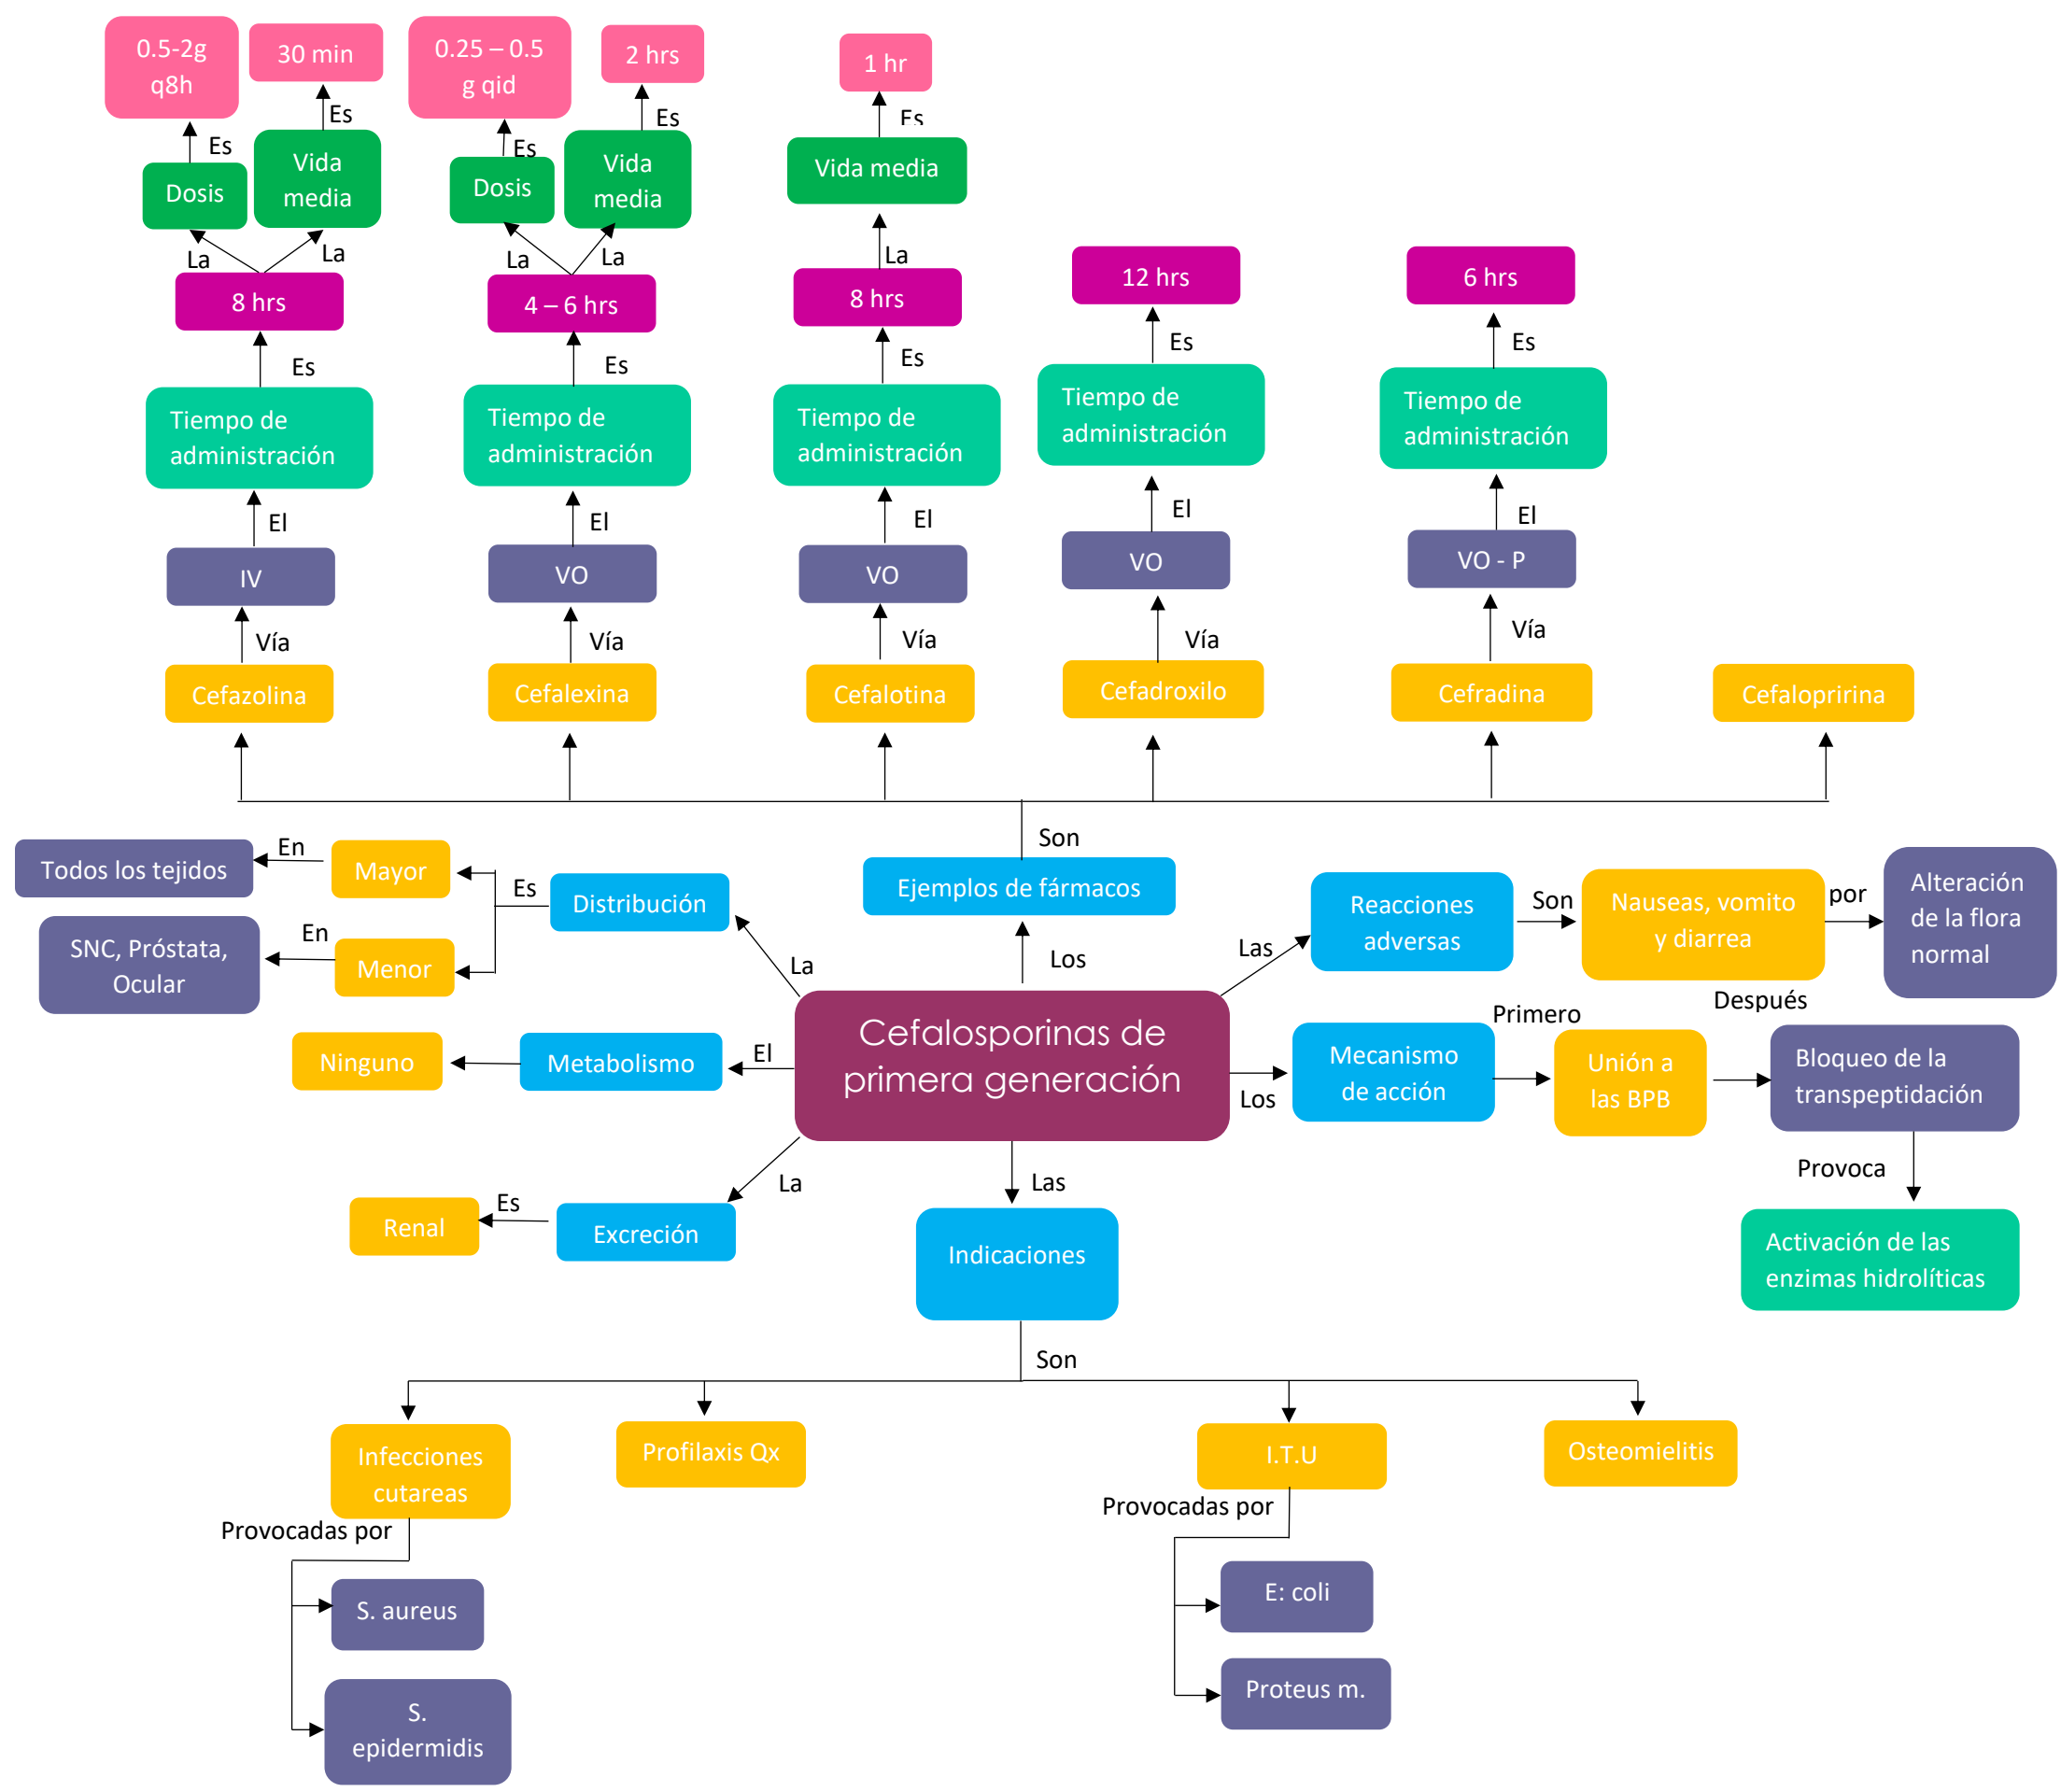 0.5-2g
q8h
30 min
0.25 – 0.5
g qid
2 hrs
1 hr
Es
Es
Es
Es
Es
Dosis
Vida
media
Dosis
Vida
media
Vida media
La
La
La
La
La
8 hrs
4 – 6 hrs
8 hrs
12 hrs
6 hrs
Es
Es
Es
Es
Es
Tiempo de
administración
Tiempo de
administración
Tiempo de
administración
Tiempo de
administración
Tiempo de
administración
El
El
El
El
El
IV
VO
VO
VO
VO - P
Vía
Vía
Vía
Vía
Vía
Cefazolina
Cefalexina
Cefalotina
Cefadroxilo
Cefradina
Cefalopririna
Son
Ejemplos de fármacos
Los
Todos los tejidos
En
Mayor
Es
Distribución
SNC, Próstata,
Ocular
En
Menor
La
Las
Reacciones
adversas
Son
Nauseas, vomito
y diarrea
por
Alteración
de la flora
normal
Cefalosporinas de
primera generación
Ninguno
Metabolismo
El
Los
Mecanismo
de acción
Primero
Unión a
las BPB
Después
Bloqueo de la
transpeptidación
Provoca
Activación de las
enzimas hidrolíticas
Renal
Es
Excreción
La
Las
Indicaciones
Son
Infecciones
cutareas
Profilaxis Qx
I.T.U
Osteomielitis
Provocadas por
S. aureus
S.
epidermidis
Provocadas por
E: coli
Proteus m.